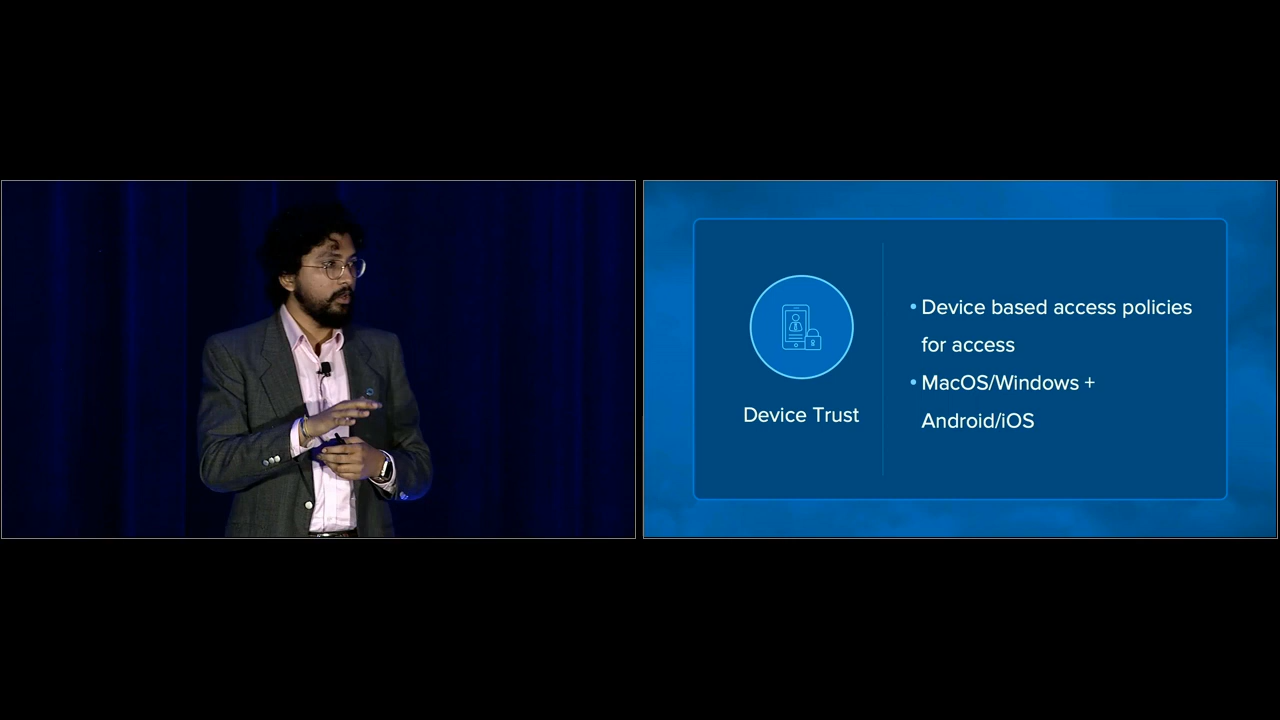 Device Trust
Device based access policies
for access
MacOS/Windows +
Android/iOS